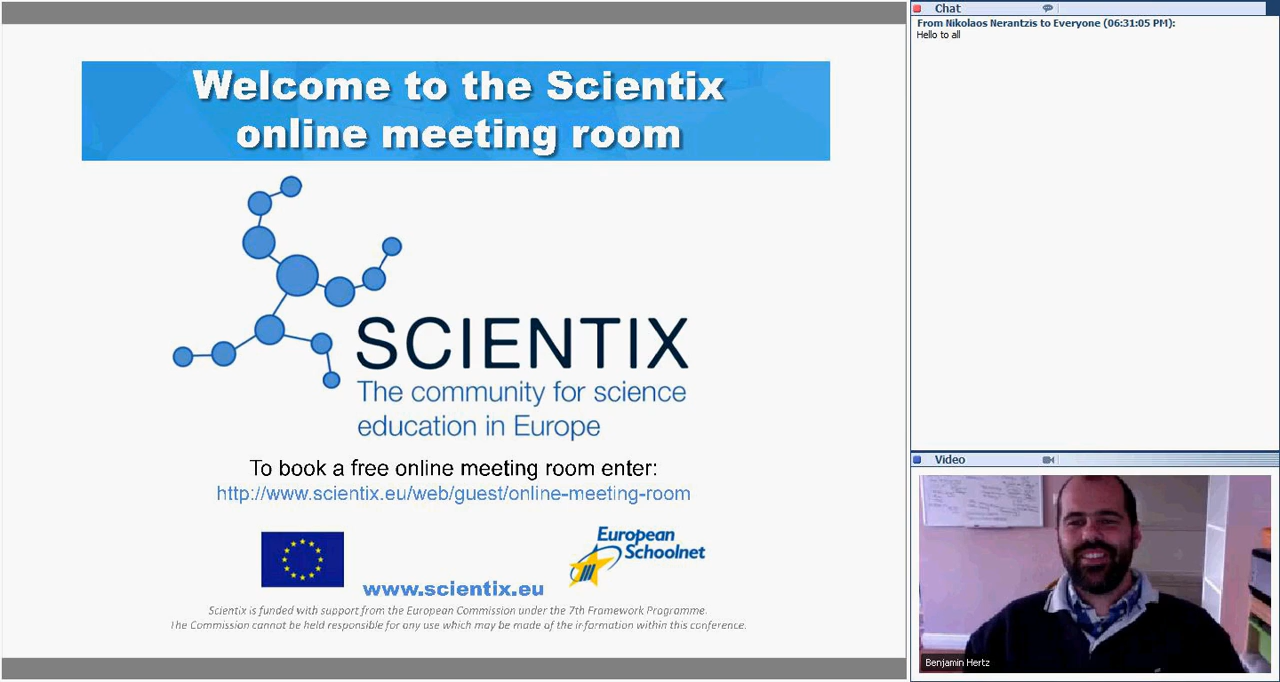 Welcome to the Scientix
online meeting room
SCIENTIX
The community for science
education in Europe
To book a free online meeting room enter:
http://www.scientix.eu/web/guest/online-meeting-room
European
Schoolnet
www.scientix.eu
Scientix is funded with support from the European Commission under the 7th Framework Programme.
The Commission cannot be held responsible for any use which may be made of the information within this conference.
Chat
From Nikolaos Nerantzis to Everyone (06:31:05 PM):
Hello to all
Video
Benjamin Hertz